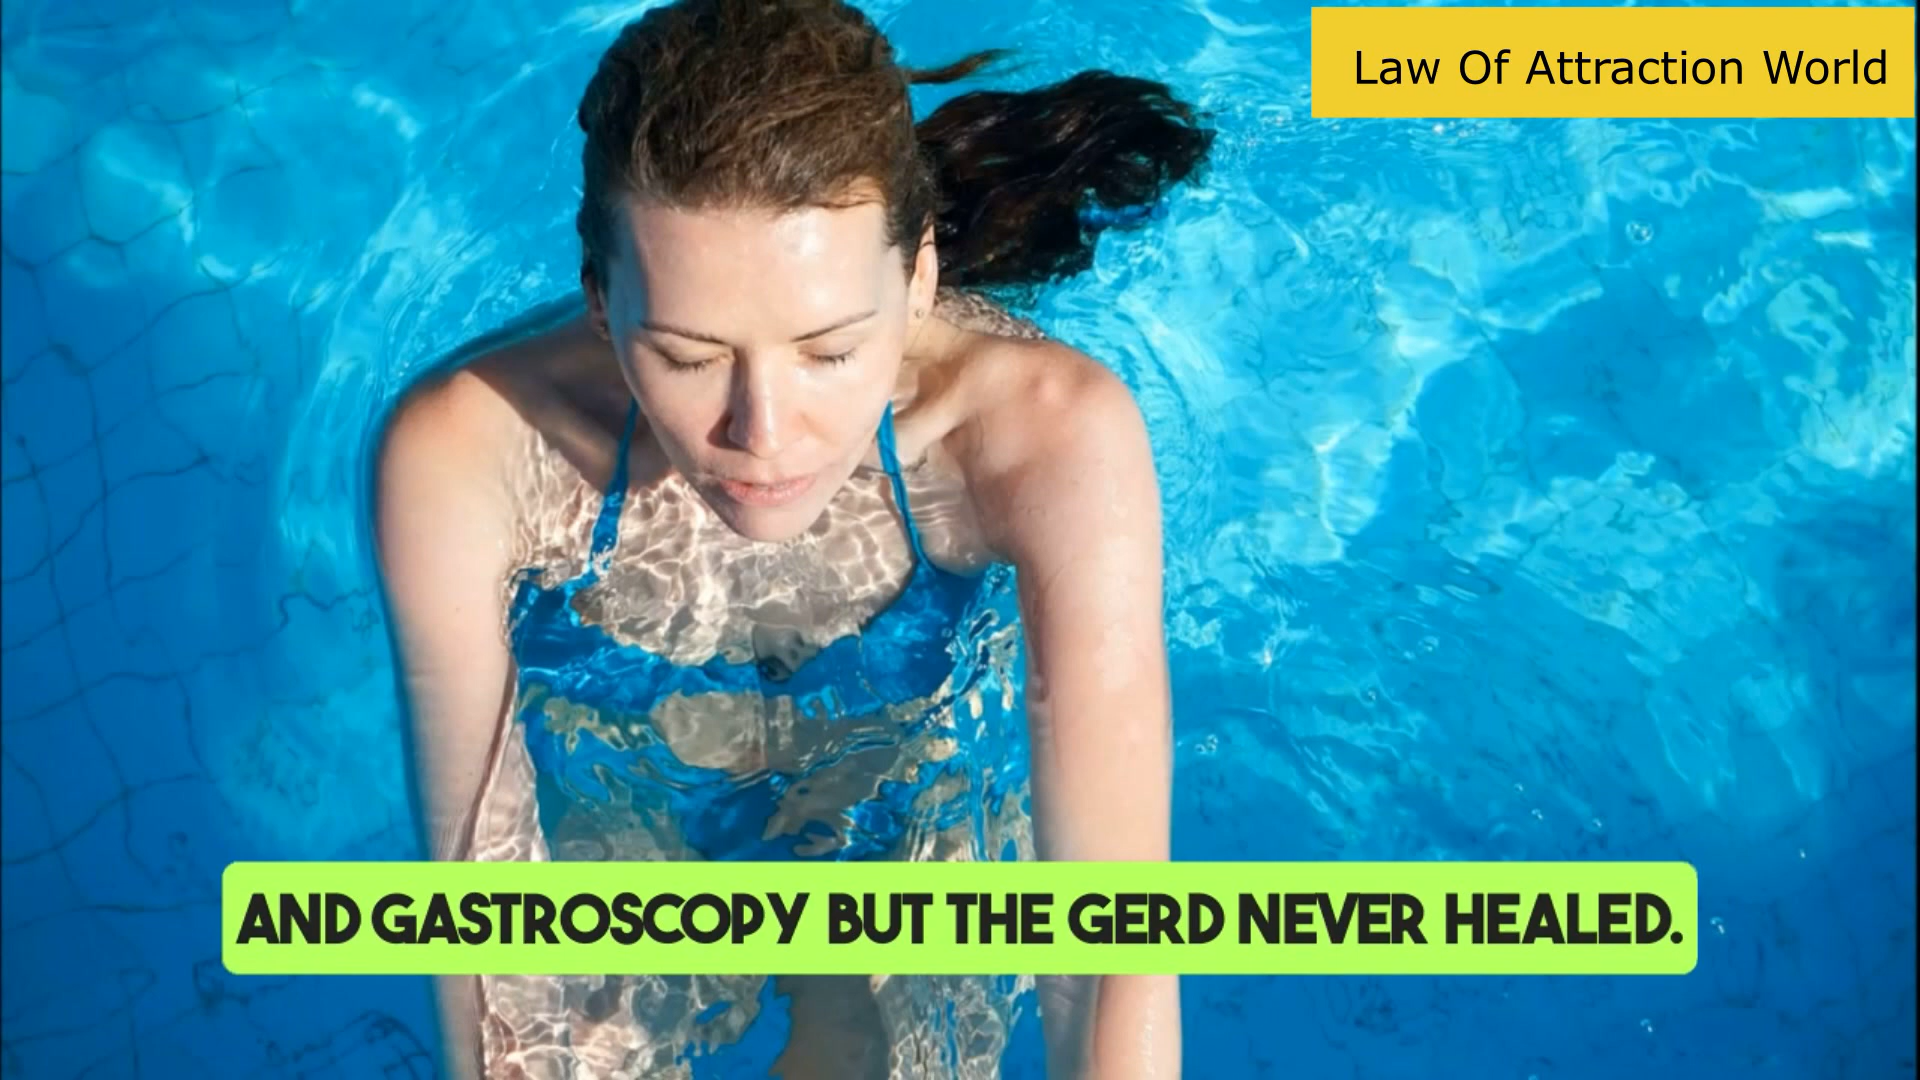 Law Of Attraction World
AND GASTROSCOPY BUT THE GERD NEVER HEALED.